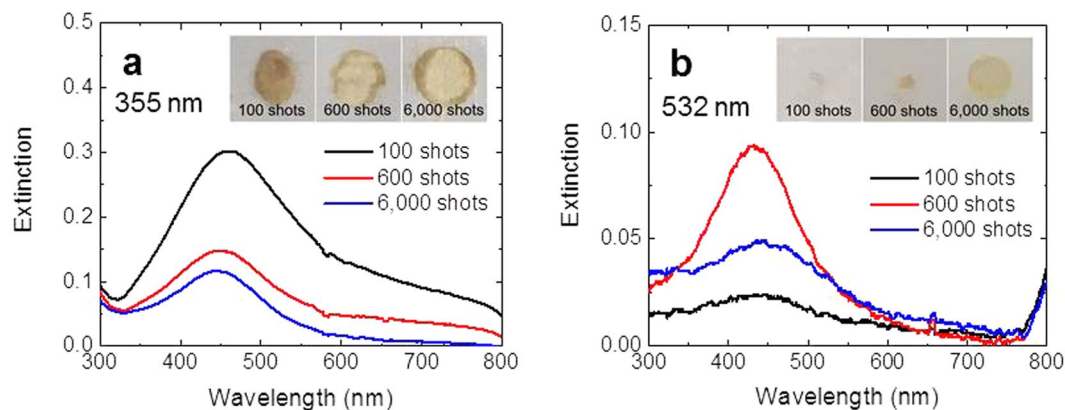 a
355 nm
100 shots 600 shots 6,000 shots
100 shots
600 shots
6,000 shots
Extinction
0.5
0.4
0.3
0.2
0.1
0.0
300 400 500 600 700 800
Wavelength (nm)
b
532 nm
100 shots 600 shots 6,000 shots
100 shots
600 shots
6,000 shots
Extinction
0.15
0.10
0.05
0.00
300 400 500 600 700 800
Wavelength (nm)